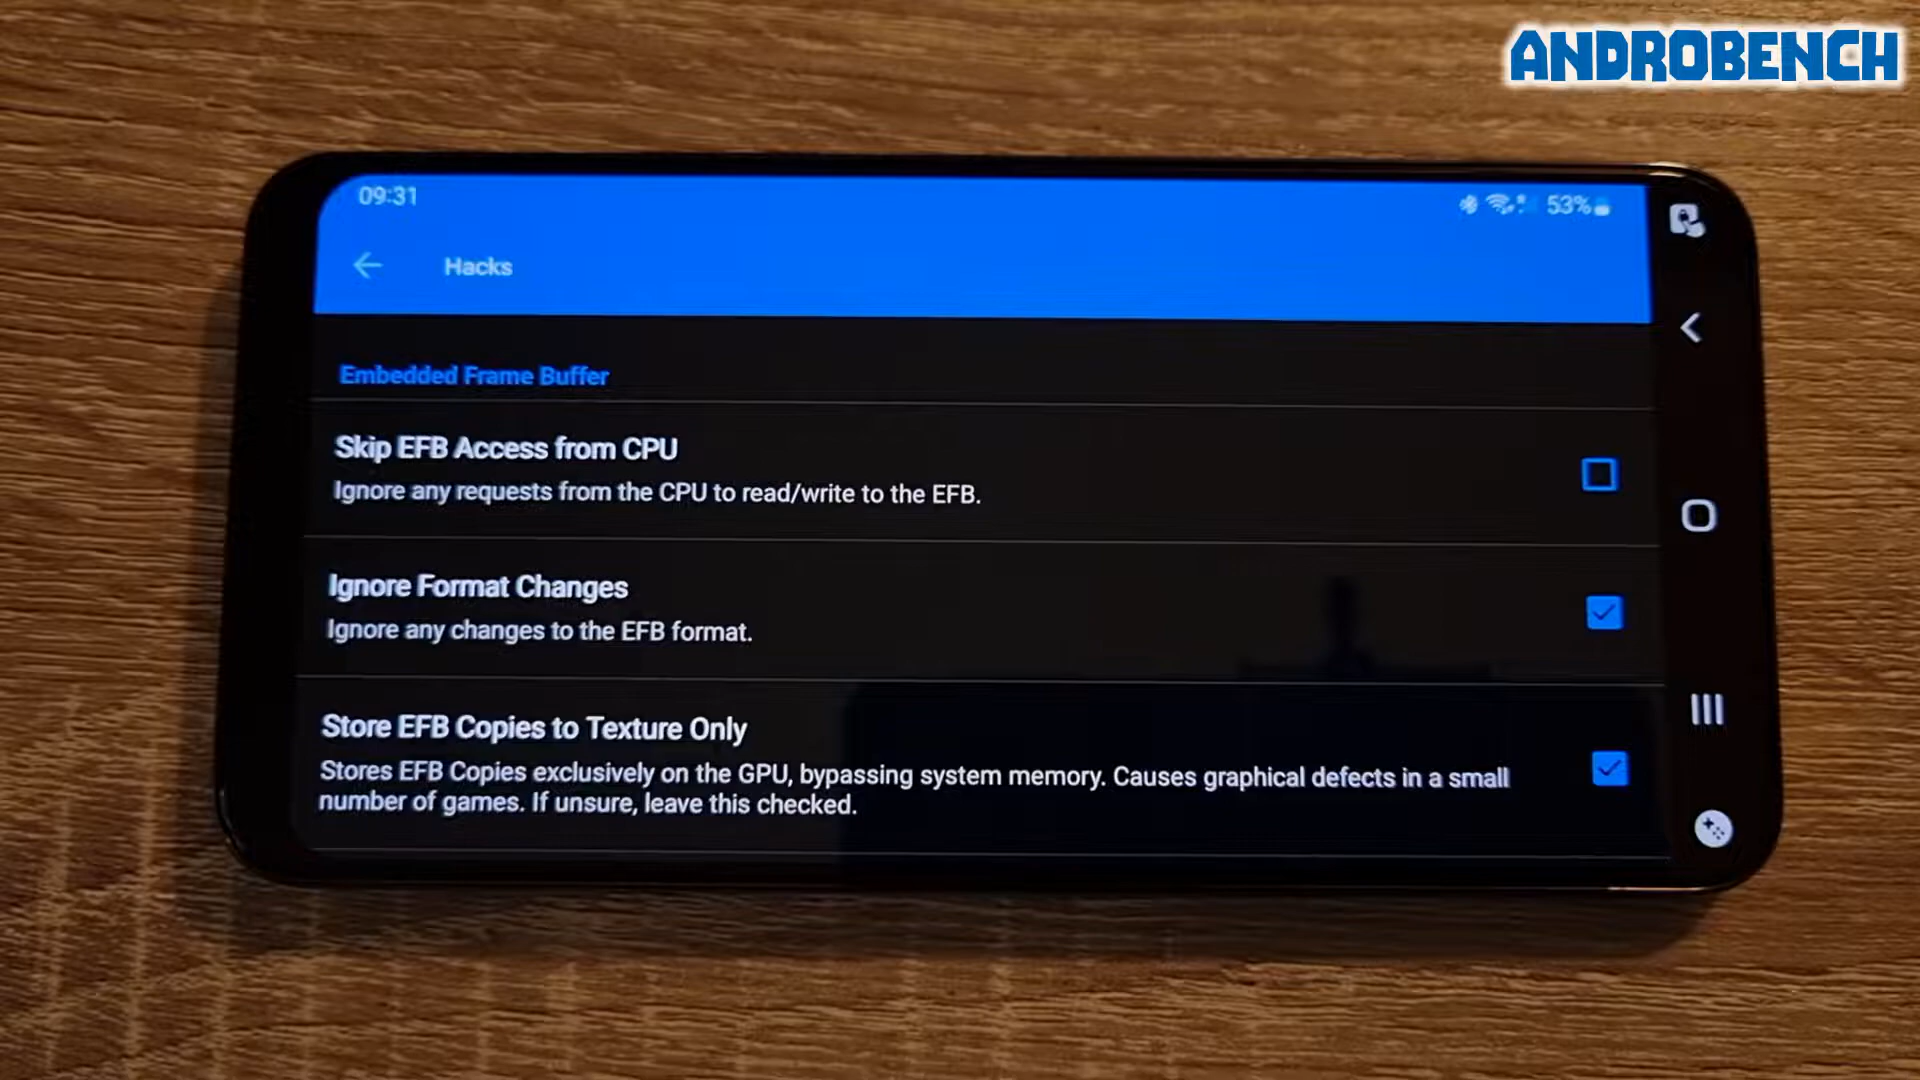 ANDROBENCH
09:31
53%
Hacks
Embedded Frame Buffer
Skip EFB Access from CPU
Ignore any requests from the CPU to read/write to the EFB.
Ignore Format Changes
Ignore any changes to the EFB format.
Store EFB Copies to Texture Only
Stores EFB Copies exclusively on the GPU, bypassing system memory. Causes graphical defects in a small
number of games. If unsure, leave this checked.